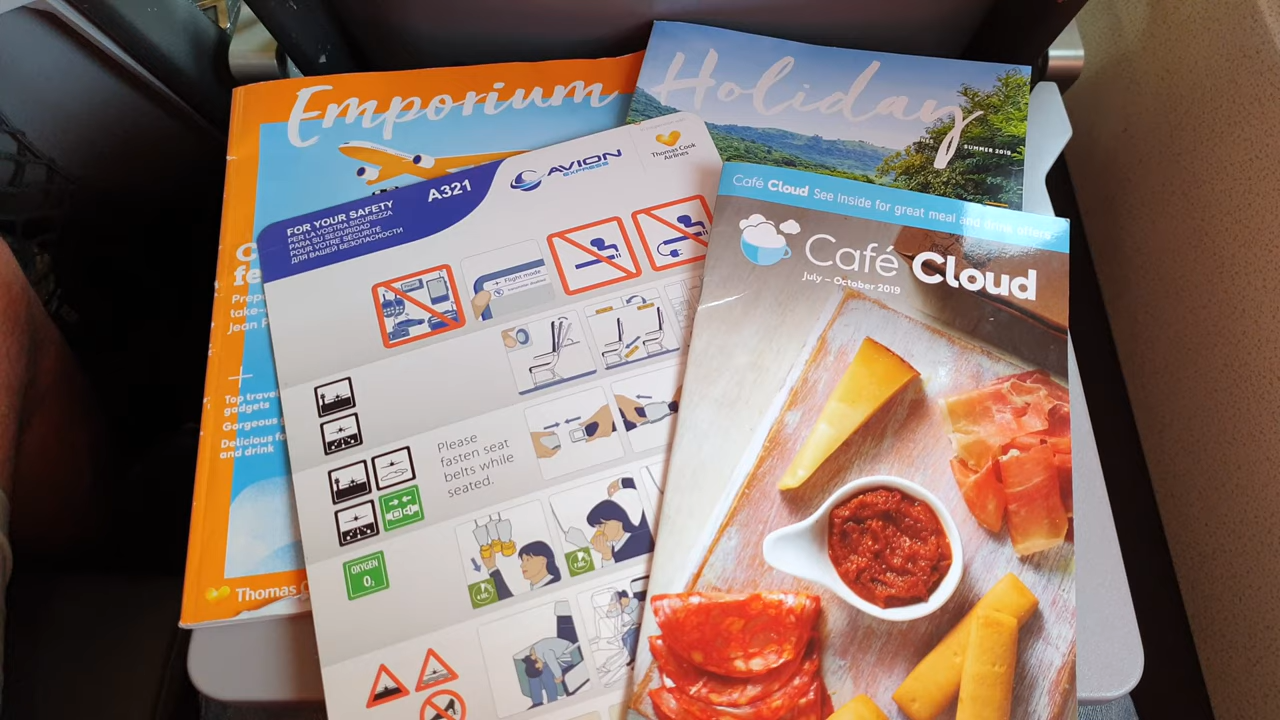 Emporium
Holiday
SUMMER 2019
A321
AVION
EXPRESS
Thomas Cook
Airlines
FOR YOUR SAFETY
PER LA VOSTRA SICUREZZA
PARA SU SEGURIDAD
POUR VOTRE SÉCURITÉ
ДЛЯ ВАШЕЙ БЕЗОПАСНОСТИ
Flight mode
Please
fasten seat
belts while
seated.
OXYGEN
O2
Top travel
gadgets
Gorgeous
Delicious
and drink
Thomas
Café Cloud See Inside for great meal and drink offers
Café Cloud
July – October 2019